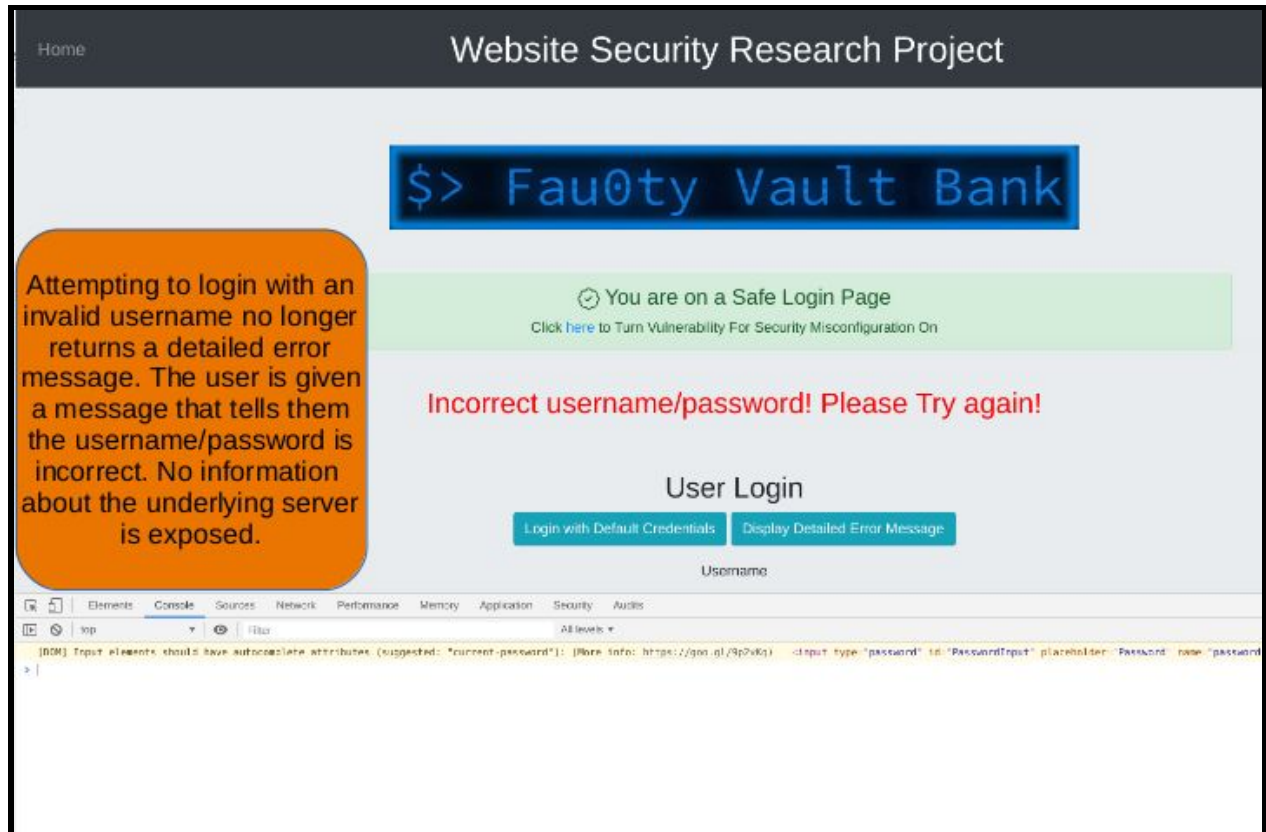 Home
Website Security Research Project
$> Fau0ty Vault Bank
Attempting to login with an
invalid username no longer
returns a detailed error
message. The user is given
a message that tells them
the username/password is
incorrect. No information
about the underlying server
is exposed.
You are on a Safe Login Page
Click here to Turn Vulnerability For Security Misconfiguration On
Incorrect username/password! Please Try again!
User Login
Login with Default Credentials Display Detailed Error Message
Username
Elements Console Sources Network Performance Memory Application Security Audits
top Filter All levels
[DOM] Input elements should have autocomplete attributes (suggested: "current-password"): (More info: https://goo.gl/9p2vKq) <input type="password" id="PasswordInput" placeholder="Password" name="password
>